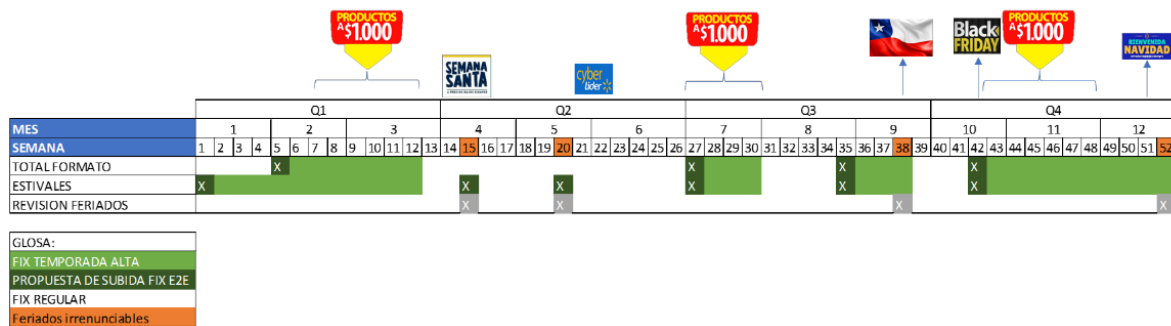 PRODUCTOS
A $1.000
SEMANA
SANTA
cyber
lider
PRODUCTOS
A $1.000
Black
FRIDAY
PRODUCTOS
A $1.000
BIENVENIDA
NAVIDAD
Q1 Q2 Q3 Q4
MES 1 2 3 4 5 6 7 8 9 10 11 12
SEMANA 1 2 3 4 5 6 7 8 9 10 11 12 13 14 15 16 17 18 19 20 21 22 23 24 25 26 27 28 29 30 31 32 33 34 35 36 37 38 39 40 41 42 43 44 45 46 47 48 49 50 51 52
TOTAL FORMATO X X X X
ESTIVALES X X X X X X
REVISION FERIADOS X X X X
GLOSA:
FIX TEMPORADA ALTA
PROPUESTA DE SUBIDA FIX E2E
FIX REGULAR
Feriados irrenunciables